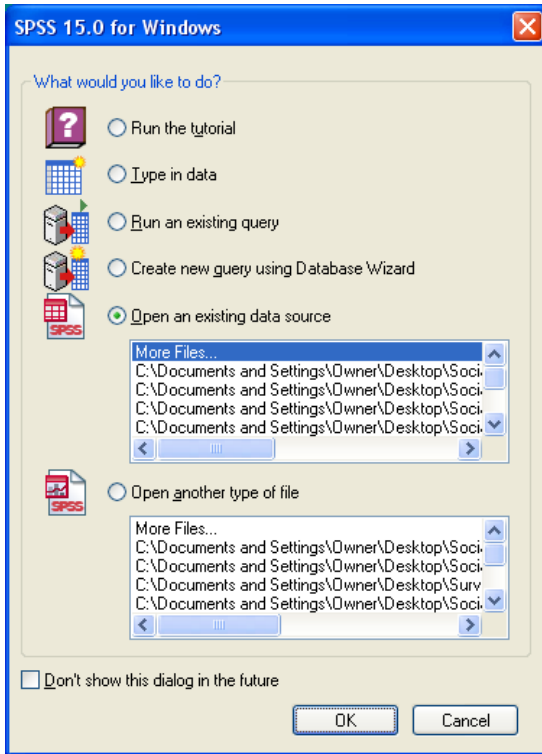 SPSS 15.0 for Windows
What would you like to do?
?
Run the tutorial
Type in data
Run an existing query
Create new query using Database Wizard
SPSS
Open an existing data source
More Files...
C:\Documents and Settings\Owner\Desktop\Soci
C:\Documents and Settings\Owner\Desktop\Soci
C:\Documents and Settings\Owner\Desktop\Soci
C:\Documents and Settings\Owner\Desktop\Soci
SPSS
Open another type of file
More Files...
C:\Documents and Settings\Owner\Desktop\Soci
C:\Documents and Settings\Owner\Desktop\Soci
C:\Documents and Settings\Owner\Desktop\Surv
C:\Documents and Settings\Owner\Desktop\Soci
Don't show this dialog in the future
OK Cancel